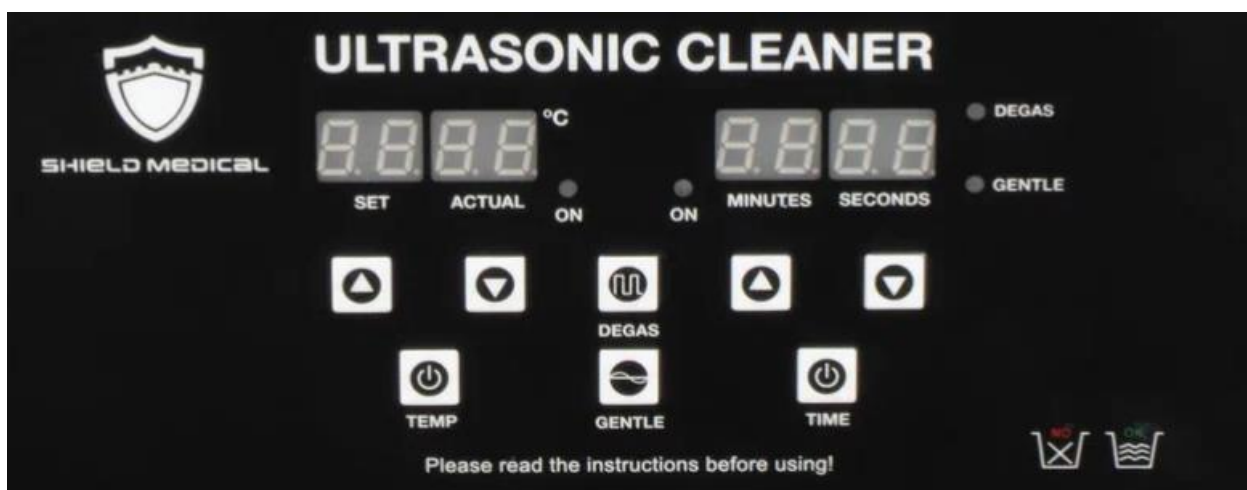 ULTRASONIC CLEANER
SHIELD MEDICAL
°C
SET
ACTUAL
ON
ON
MINUTES
SECONDS
DEGAS
GENTLE
DEGAS
TEMP
GENTLE
TIME
Please read the instructions before using!
NO
OK